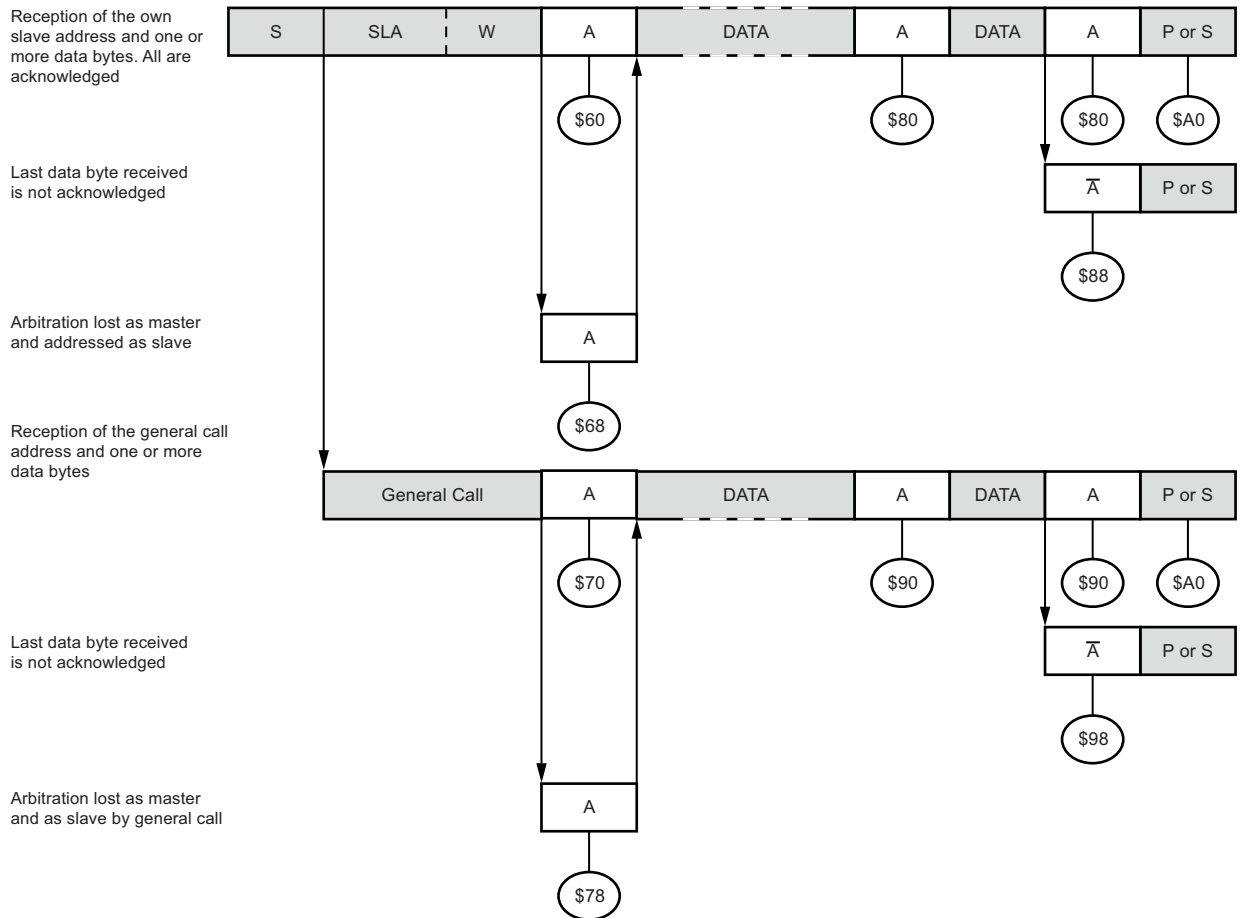 Reception of the own
slave address and one or
more data bytes. All are
acknowledged
S SLA W A DATA A DATA A P or S
$60 $80 $80 $A0
Last data byte received
is not acknowledged
A̅ P or S
$88
Arbitration lost as master
and addressed as slave
A
$68
Reception of the general call
address and one or more
data bytes
General Call A DATA A DATA A P or S
$70 $90 $90 $A0
Last data byte received
is not acknowledged
A̅ P or S
$98
Arbitration lost as master
and as slave by general call
A
$78